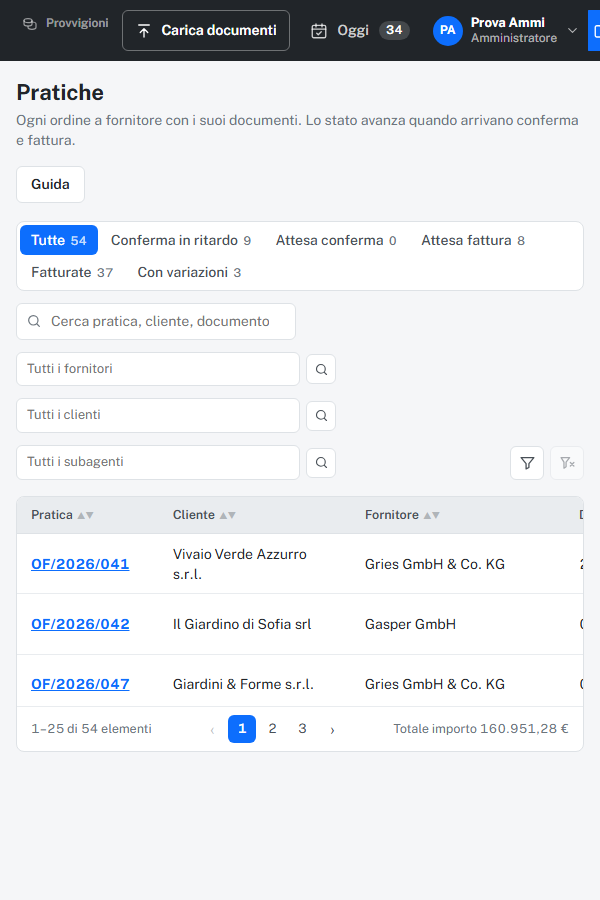 Provvigioni
Carica documenti
Oggi 34
PA
Prova Ammi
Amministratore
Pratiche
Ogni ordine a fornitore con i suoi documenti. Lo stato avanza quando arrivano conferma
e fattura.
Guida
Tutte 54 Conferma in ritardo 9 Attesa conferma 0 Attesa fattura 8
Fatturate 37 Con variazioni 3
Cerca pratica, cliente, documento
Tutti i fornitori
Tutti i clienti
Tutti i subagenti
Pratica Cliente Fornitore
OF/2026/041 Vivaio Verde Azzurro s.r.l. Gries GmbH & Co. KG
OF/2026/042 Il Giardino di Sofia srl Gasper GmbH
OF/2026/047 Giardini & Forme s.r.l. Gries GmbH & Co. KG
1–25 di 54 elementi ‹ 1 2 3 › Totale importo 160.951,28 €